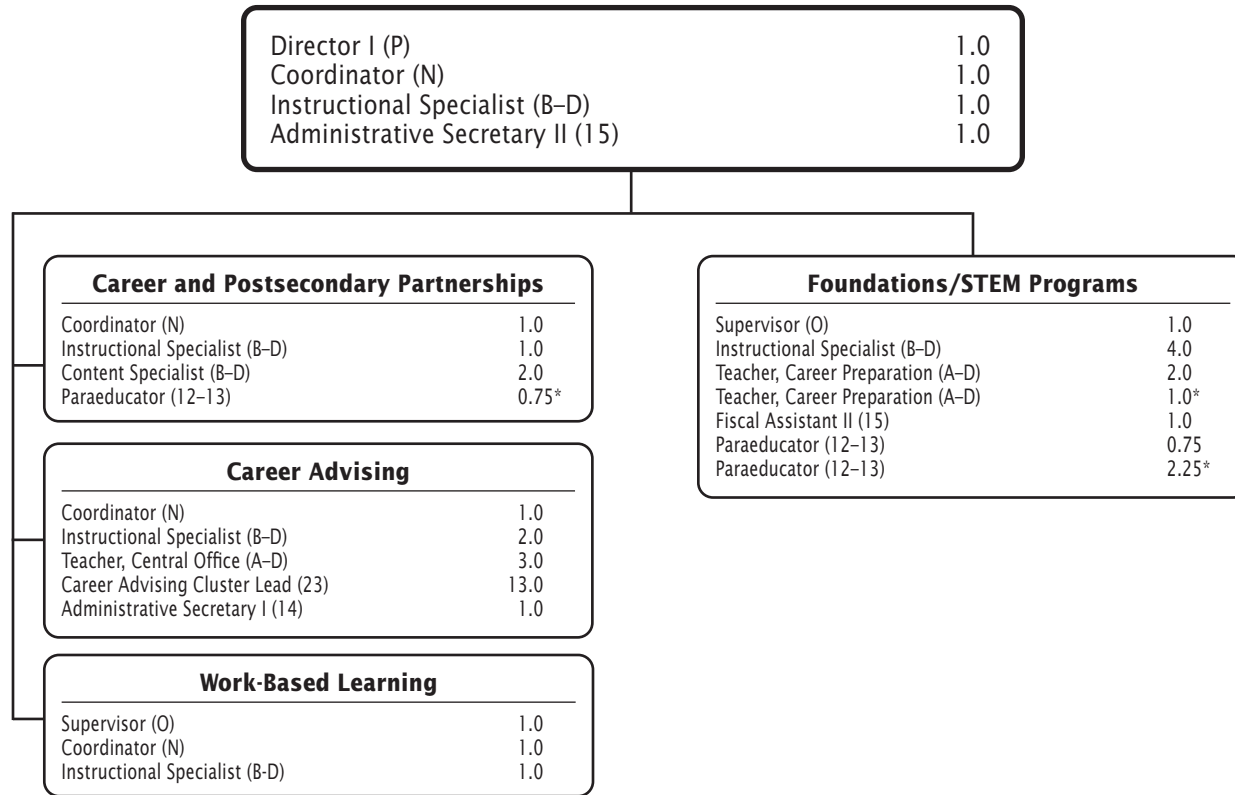 Director I (P) 1.0
Coordinator (N) 1.0
Instructional Specialist (B–D) 1.0
Administrative Secretary II (15) 1.0
Career and Postsecondary Partnerships
Coordinator (N) 1.0
Instructional Specialist (B–D) 1.0
Content Specialist (B–D) 2.0
Paraeducator (12–13) 0.75*
Career Advising
Coordinator (N) 1.0
Instructional Specialist (B–D) 2.0
Teacher, Central Office (A–D) 3.0
Career Advising Cluster Lead (23) 13.0
Administrative Secretary I (14) 1.0
Work-Based Learning
Supervisor (O) 1.0
Coordinator (N) 1.0
Instructional Specialist (B-D) 1.0
Foundations/STEM Programs
Supervisor (O) 1.0
Instructional Specialist (B–D) 4.0
Teacher, Career Preparation (A–D) 2.0
Teacher, Career Preparation (A–D) 1.0*
Fiscal Assistant II (15) 1.0
Paraeducator (12–13) 0.75
Paraeducator (12–13) 2.25*